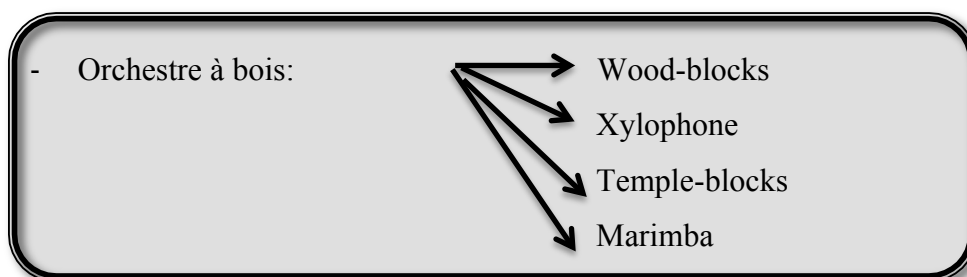 - Orchestre à bois: Wood-blocks
Xylophone
Temple-blocks
Marimba